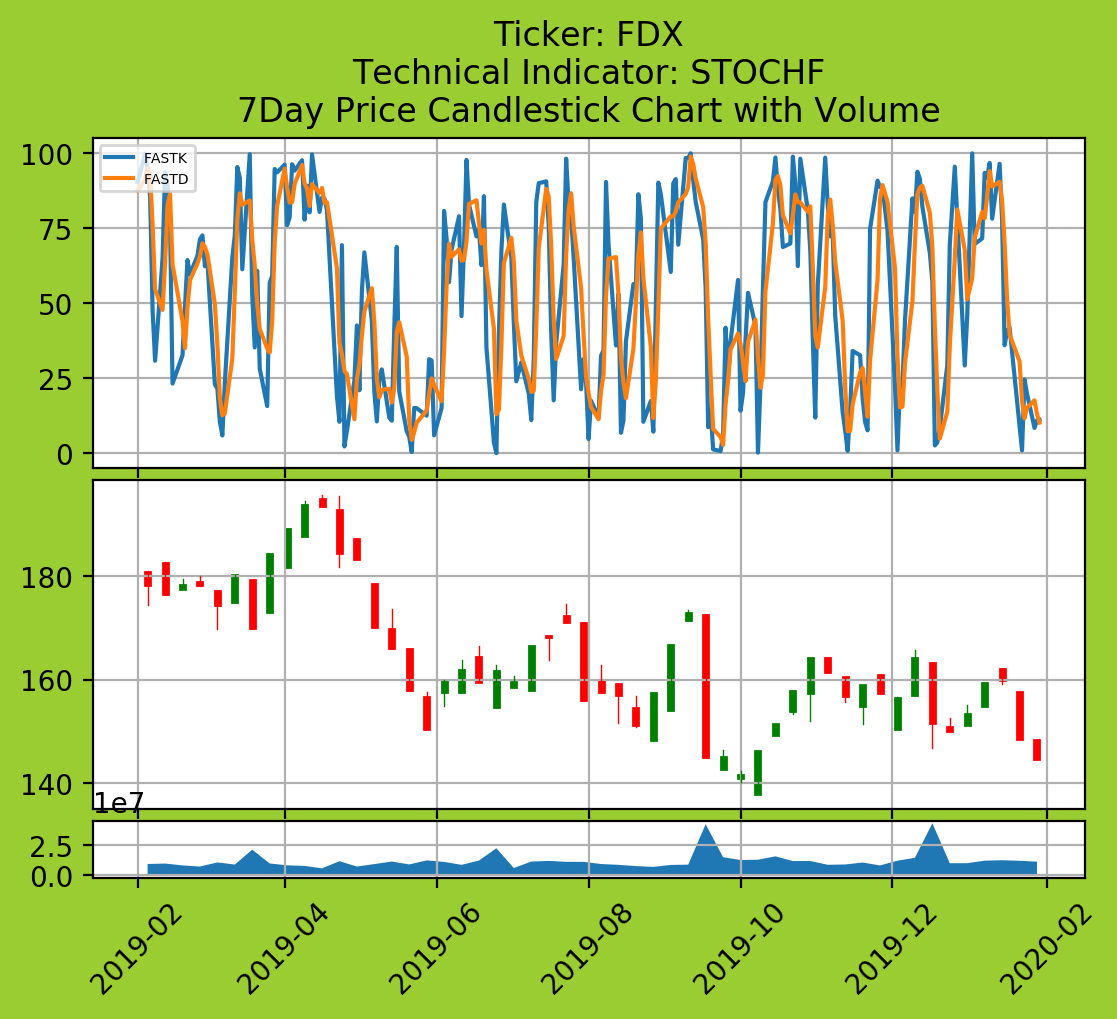 Ticker: FDX
Technical Indicator: STOCHF
7Day Price Candlestick Chart with Volume
100
75
50
25
0
FASTK
FASTD
180
160
140
1e7
2.5
0.0
2019-02
2019-04
2019-06
2019-08
2019-10
2019-12
2020-02